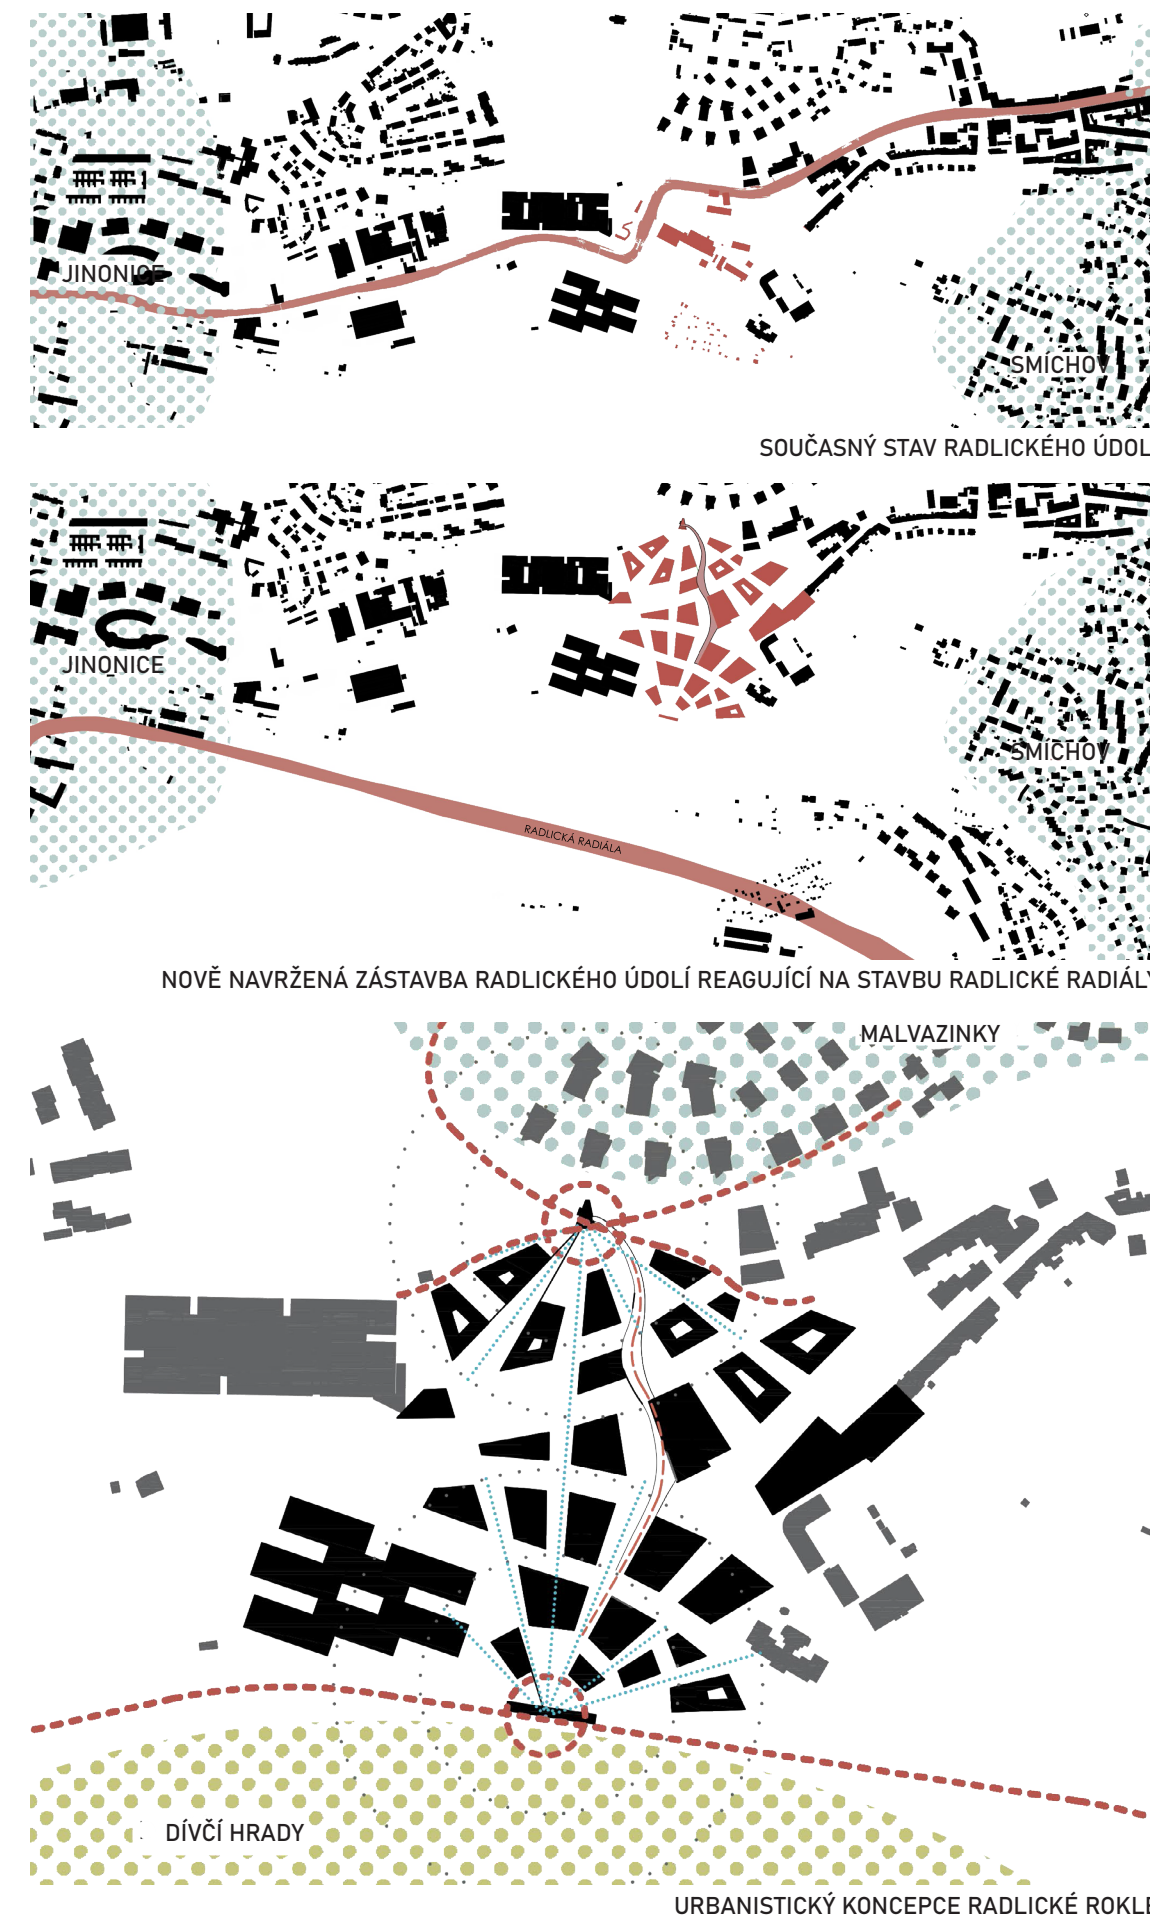 JINONICE
SMÍCHOV
SOUČASNÝ STAV RADLICKÉHO ÚDOL
JINONICE
SMÍCHOV
RADLICKÁ RADIÁLA
NOVĚ NAVRŽENÁ ZÁSTAVBA RADLICKÉHO ÚDOLÍ REAGUJÍCÍ NA STAVBU RADLICKÉ RADIÁLY
MALVAZINKY
DÍVČÍ HRADY
URBANISTICKÝ KONCEPCE RADLICKÉ ROKLE